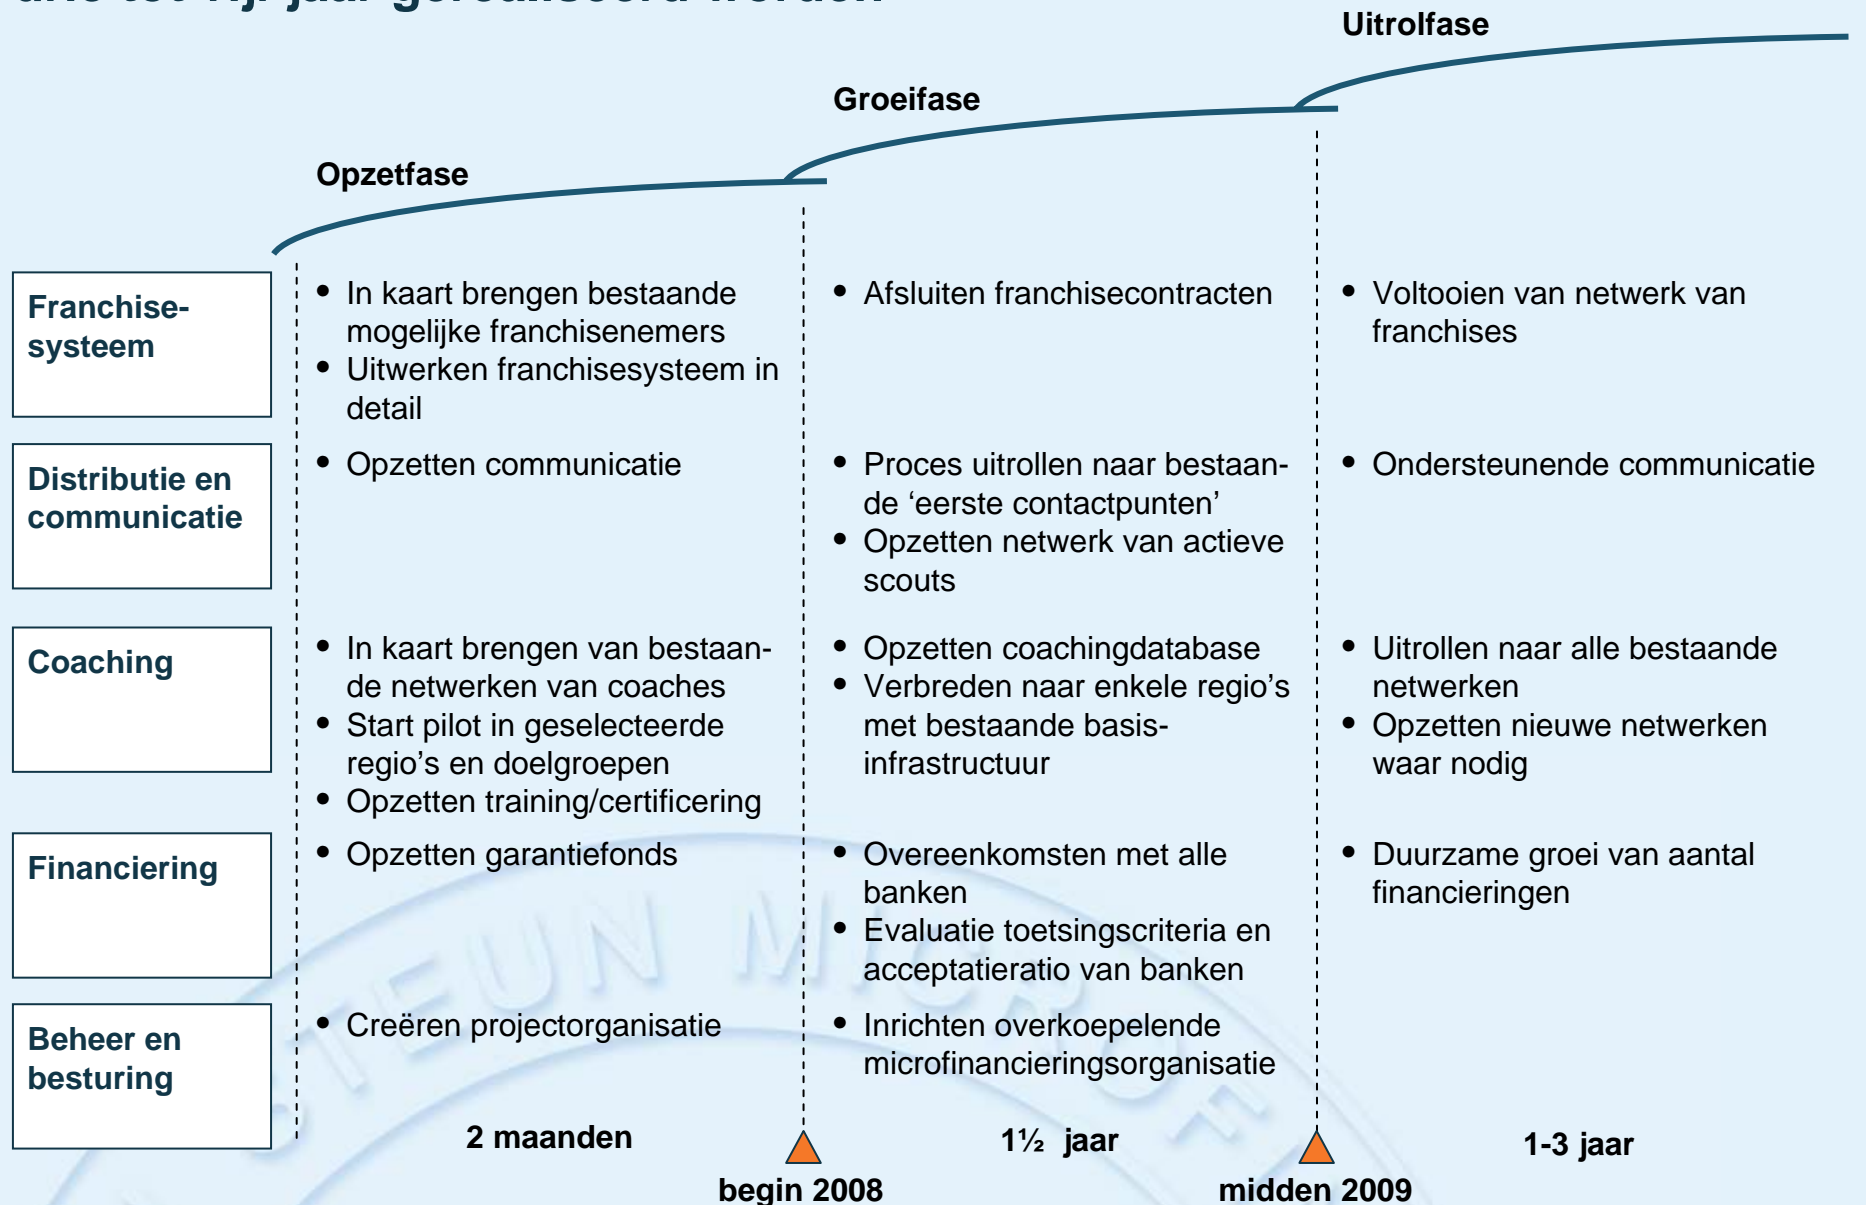 Uitrolfase
Groeifase
Opzetfase
Franchise-
systeem
• In kaart brengen bestaande
mogelijke franchisenemers
• Uitwerken franchisesysteem in
detail
• Afsluiten franchisecontracten
• Voltooien van netwerk van
franchises
Distributie en
communicatie
• Opzetten communicatie
• Proces uitrollen naar bestaan-
de ‘eerste contactpunten’
• Opzetten netwerk van actieve
scouts
• Ondersteunende communicatie
Coaching
• In kaart brengen van bestaan-
de netwerken van coaches
• Start pilot in geselecteerde
regio’s en doelgroepen
• Opzetten training/certificering
• Opzetten coachingdatabase
• Verbreden naar enkele regio’s
met bestaande basis-
infrastructuur
• Uitrollen naar alle bestaande
netwerken
• Opzetten nieuwe netwerken
waar nodig
Financiering
• Opzetten garantiefonds
• Overeenkomsten met alle
banken
• Evaluatie toetsingscriteria en
acceptatieratio van banken
• Duurzame groei van aantal
financieringen
Beheer en
besturing
• Creëren projectorganisatie
• Inrichten overkoepelende
microfinancieringsorganisatie
2 maanden
1½ jaar
1-3 jaar
begin 2008
midden 2009